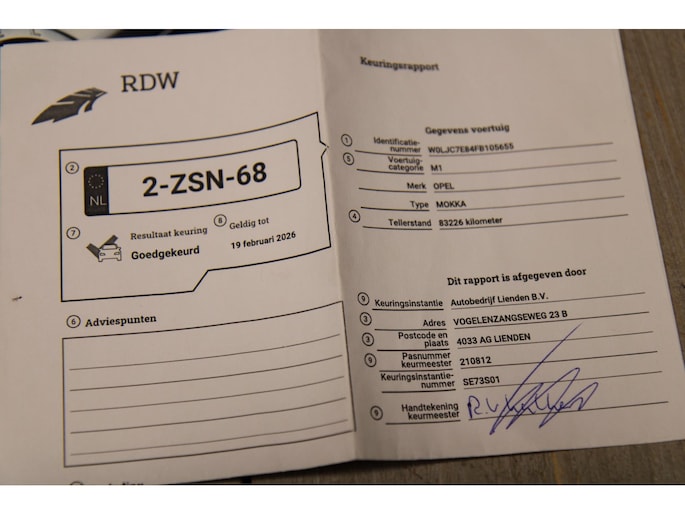 RDW
2
NL
2-ZSN-68
7
Resultaat keuring
Goedgekeurd
8
Geldig tot
19 februari 2026
6 Adviespunten
Keuringsrapport
Gegevens voertuig
1 Identificatie-
nummer W0LJC7E84FB105655
5 Voertuig-
categorie M1
Merk OPEL
Type MOKKA
4 Tellerstand 83226 kilometer
Dit rapport is afgegeven door
9 Keuringsinstantie Autobedrijf Lienden B.V.
3 Adres VOGELENZANGSEWEG 23 B
3 Postcode en
plaats 4033 AG LIENDEN
9 Pasnummer
keurmeester 210812
Keuringsinstantie-
nummer SE73S01
9 Handtekening
keurmeester